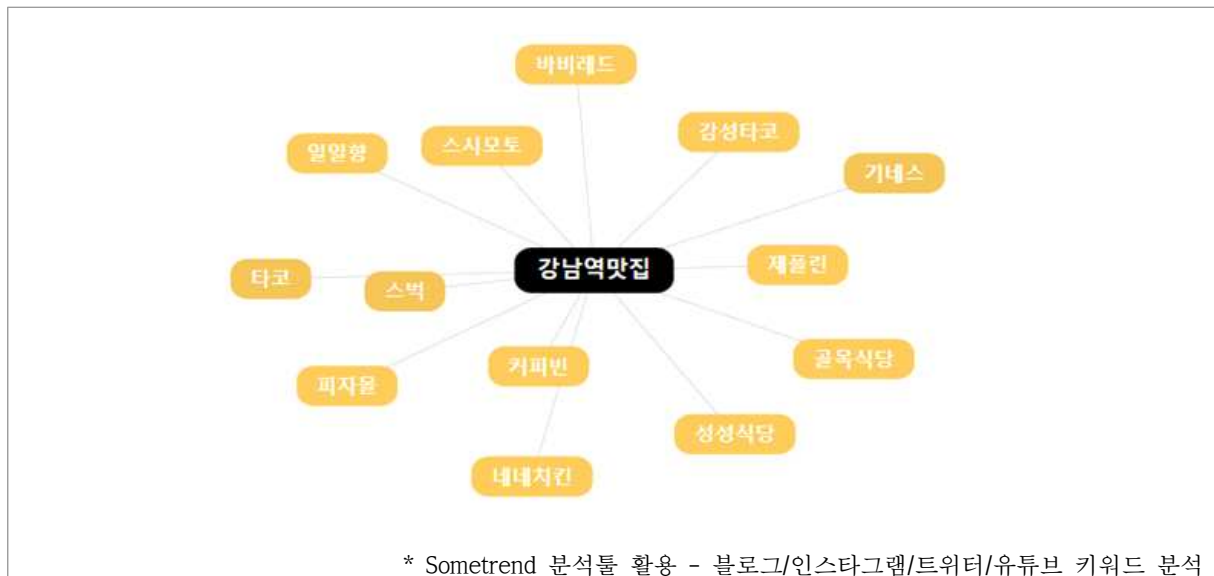 바비레드
감성타코
스시모토
일일향
기네스
강남역맛집
제플린
타코
스벅
골목식당
커피빈
피자몰
성성식당
네네치킨
* Sometrend 분석툴 활용 - 블로그/인스타그램/트위터/유튜브 키워드 분석